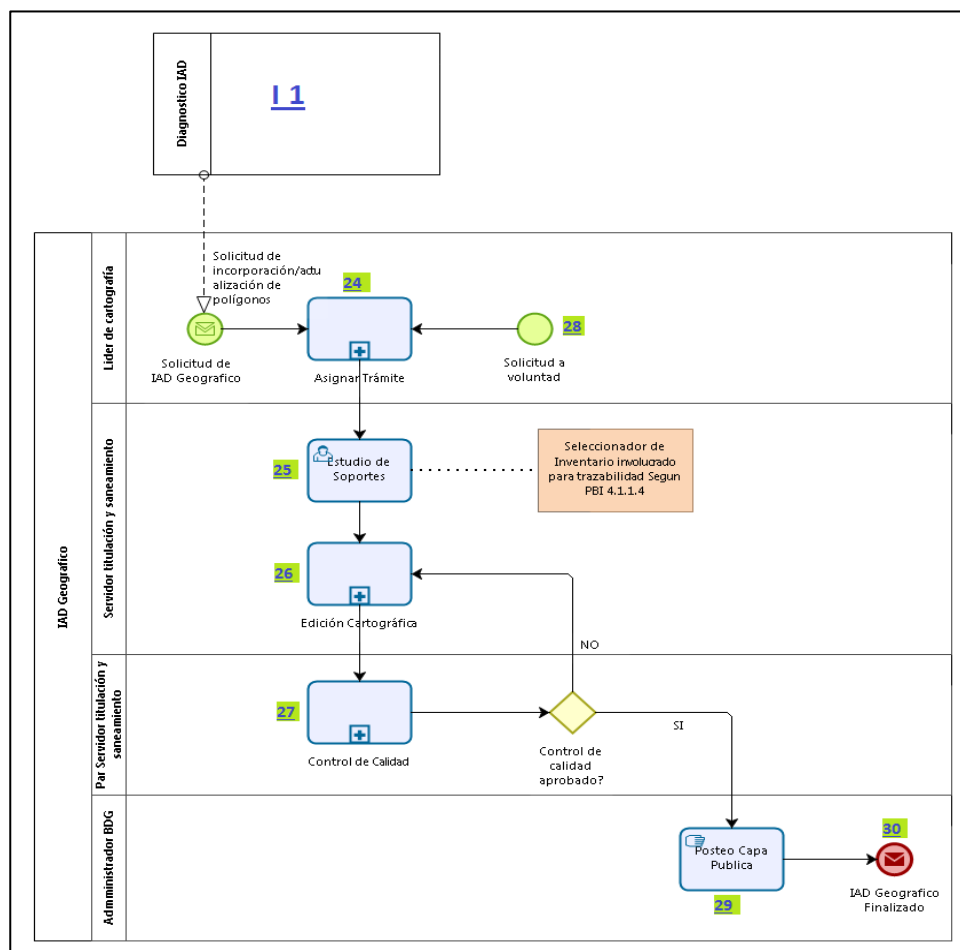 Diagnostico IAD
I 1
IAD Geografico
Líder de cartografía
Solicitud de
incorporación/actu
alización de
polígonos
24
28
Solicitud de
IAD Geografico
Asignar Trámite
Solicitud a
voluntad
Servidor titulación y saneamiento
25
Estudio de
Soportes
Seleccionador de
Inventario involucrado
para trazabilidad Segun
PBI 4.1.1.4
26
Edición Cartográfica
NO
Par Servidor titulación y
saneamiento
27
Control de Calidad
SI
Control de
calidad
aprobado?
Admministrador BDG
Posteo Capa
Publica
29
30
IAD Geografico
Finalizado